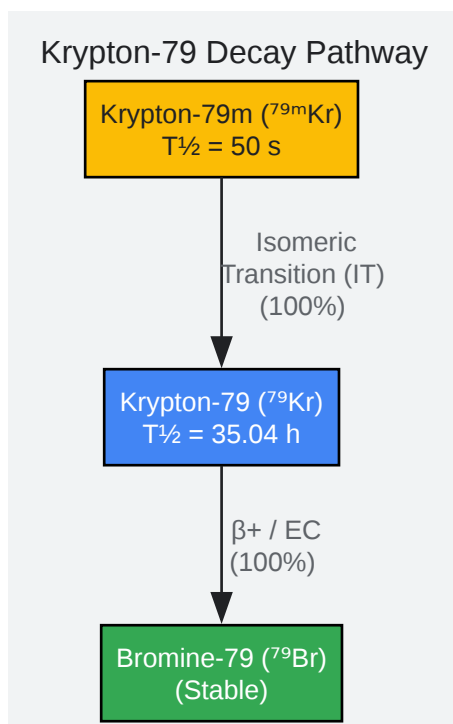 Krypton-79 Decay Pathway
Krypton-79m (⁷⁹ᵐKr)
T½ = 50 s
Isomeric
Transition (IT)
(100%)
Krypton-79 (⁷⁹Kr)
T½ = 35.04 h
β+ / EC
(100%)
Bromine-79 (⁷⁹Br)
(Stable)